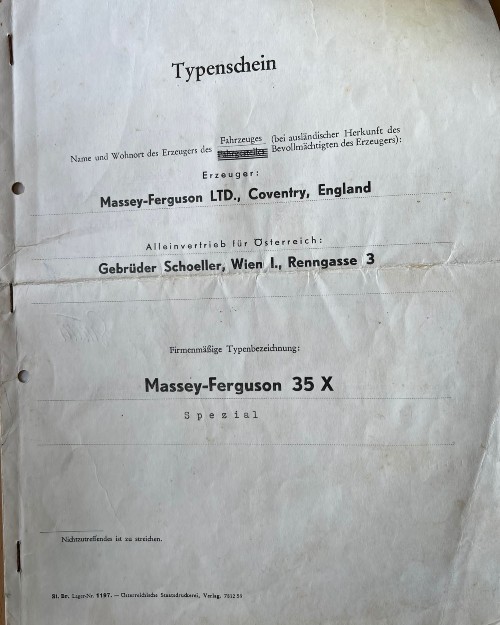 Typenschein
Name und Wohnort des Erzeugers des Fahrzeuges (bei ausländischer Herkunft des
Bevollmächtigten des Erzeugers):
Erzeuger:
Massey-Ferguson LTD., Coventry, England
Alleinvertrieb für Österreich:
Gebrüder Schoeller, Wien I., Renngasse 3
Firmenmäßige Typenbezeichnung:
Massey-Ferguson 35 X
Spezial
Nichtzutreffendes ist zu streichen.
St. Dr. Lager-Nr. 1197. — Österreichische Staatsdruckerei, Verlag.